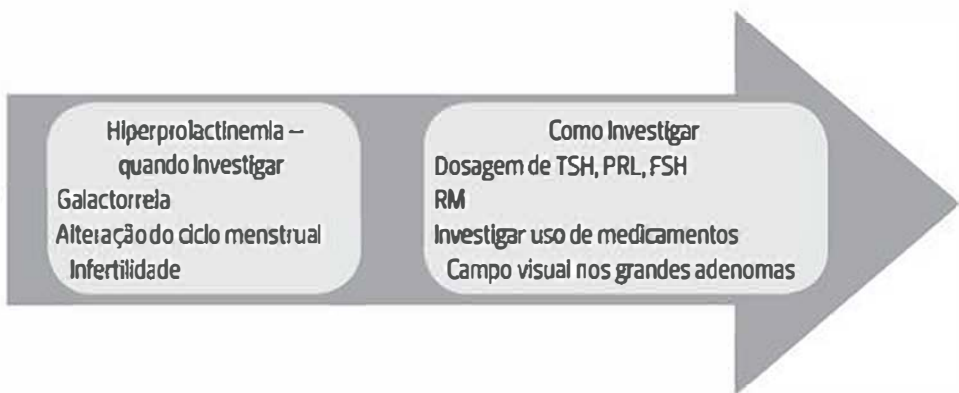 Hiperprolactinemia –
quando Investigar
Galactorreia
Alteração do ciclo menstrual
Infertilidade
Como Investigar
Dosagem de TSH, PRL, FSH
RM
Investigar uso de medicamentos
Campo visual nos grandes adenomas